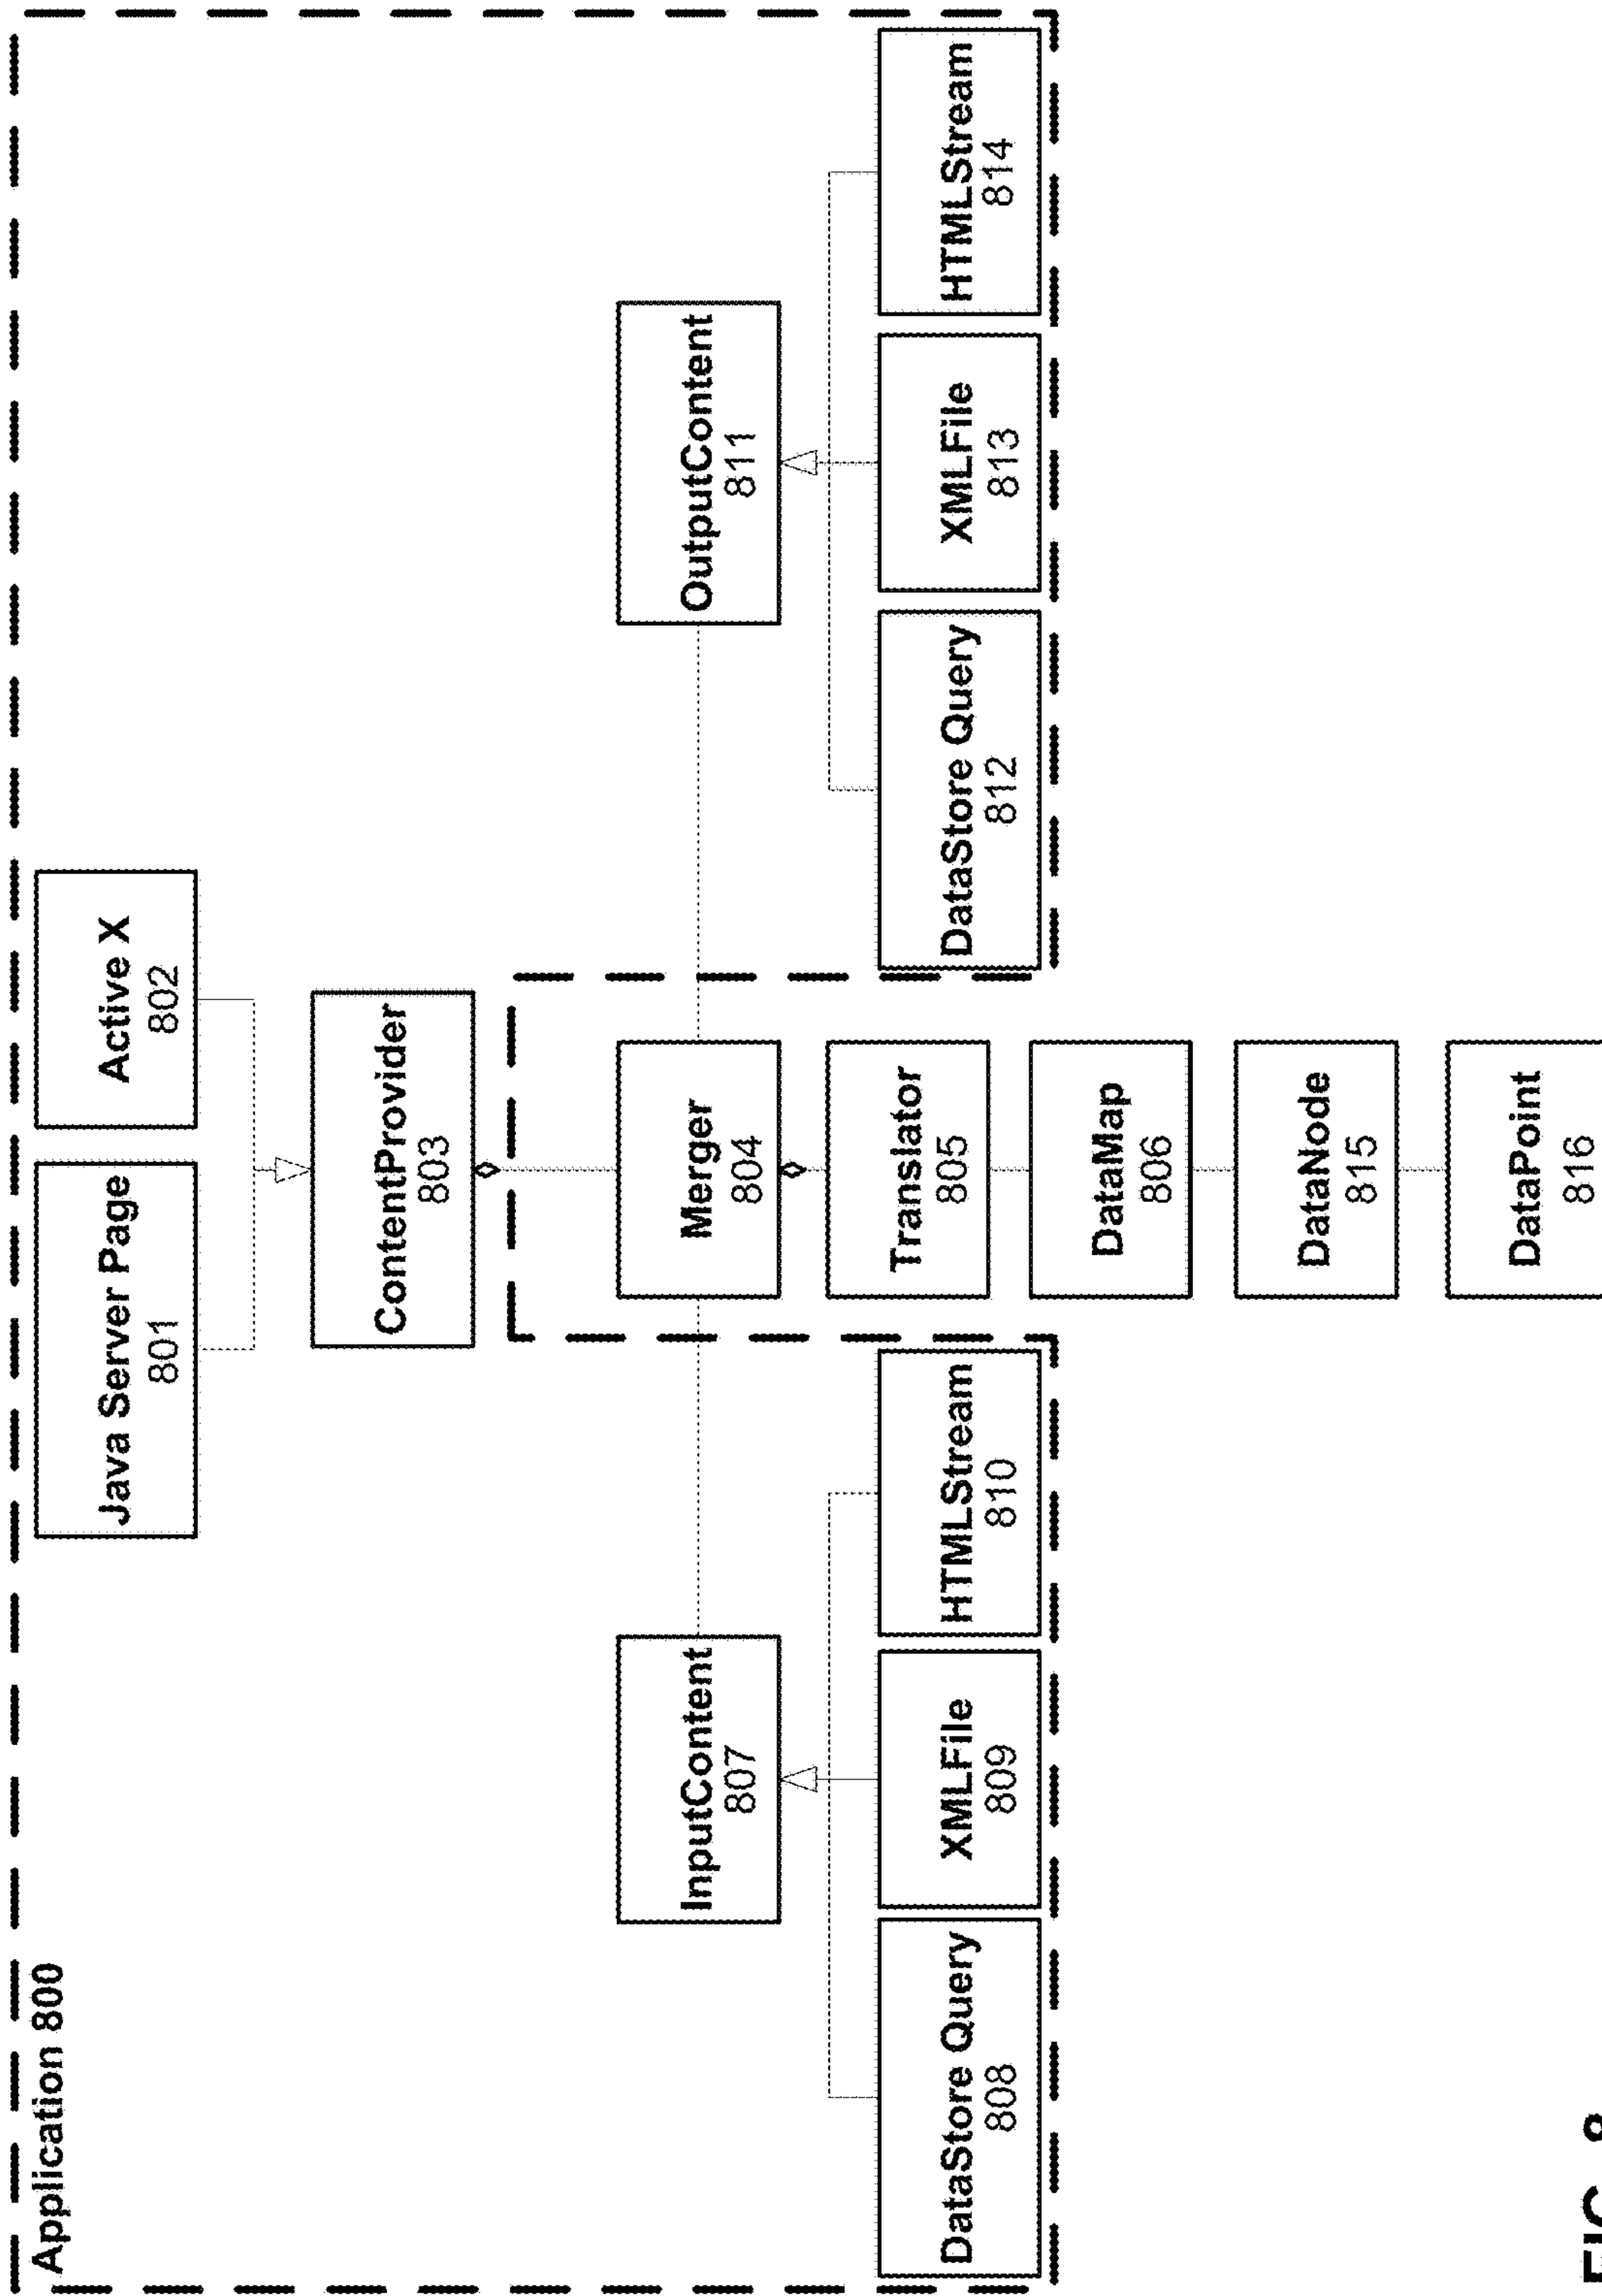 Application 800
Java Server Page
801
Active X
802
ContentProvider
803
InputContent
807
Merger
804
OutputContent
811
Translator
805
DataStore Query
808
XMLFile
809
HTMLStream
810
DataStore Query
812
XMLFile
813
HTMLStream
814
DataMap
806
DataNode
815
DataPoint
816
FIG. 8